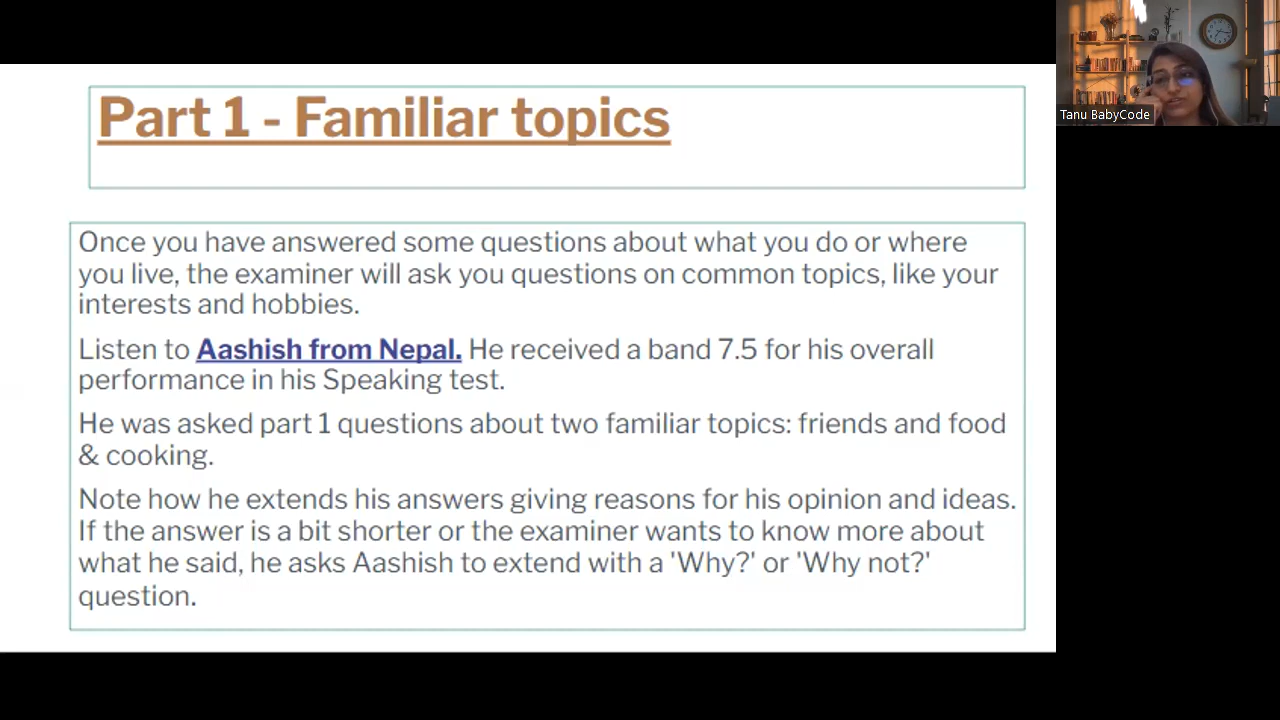 Part 1 - Familiar topics
Tanu BabyCode
Once you have answered some questions about what you do or where
you live, the examiner will ask you questions on common topics, like your
interests and hobbies.
Listen to Aashish from Nepal. He received a band 7.5 for his overall
performance in his Speaking test.
He was asked part 1 questions about two familiar topics: friends and food
& cooking.
Note how he extends his answers giving reasons for his opinion and ideas.
If the answer is a bit shorter or the examiner wants to know more about
what he said, he asks Aashish to extend with a 'Why?' or 'Why not?'
question.